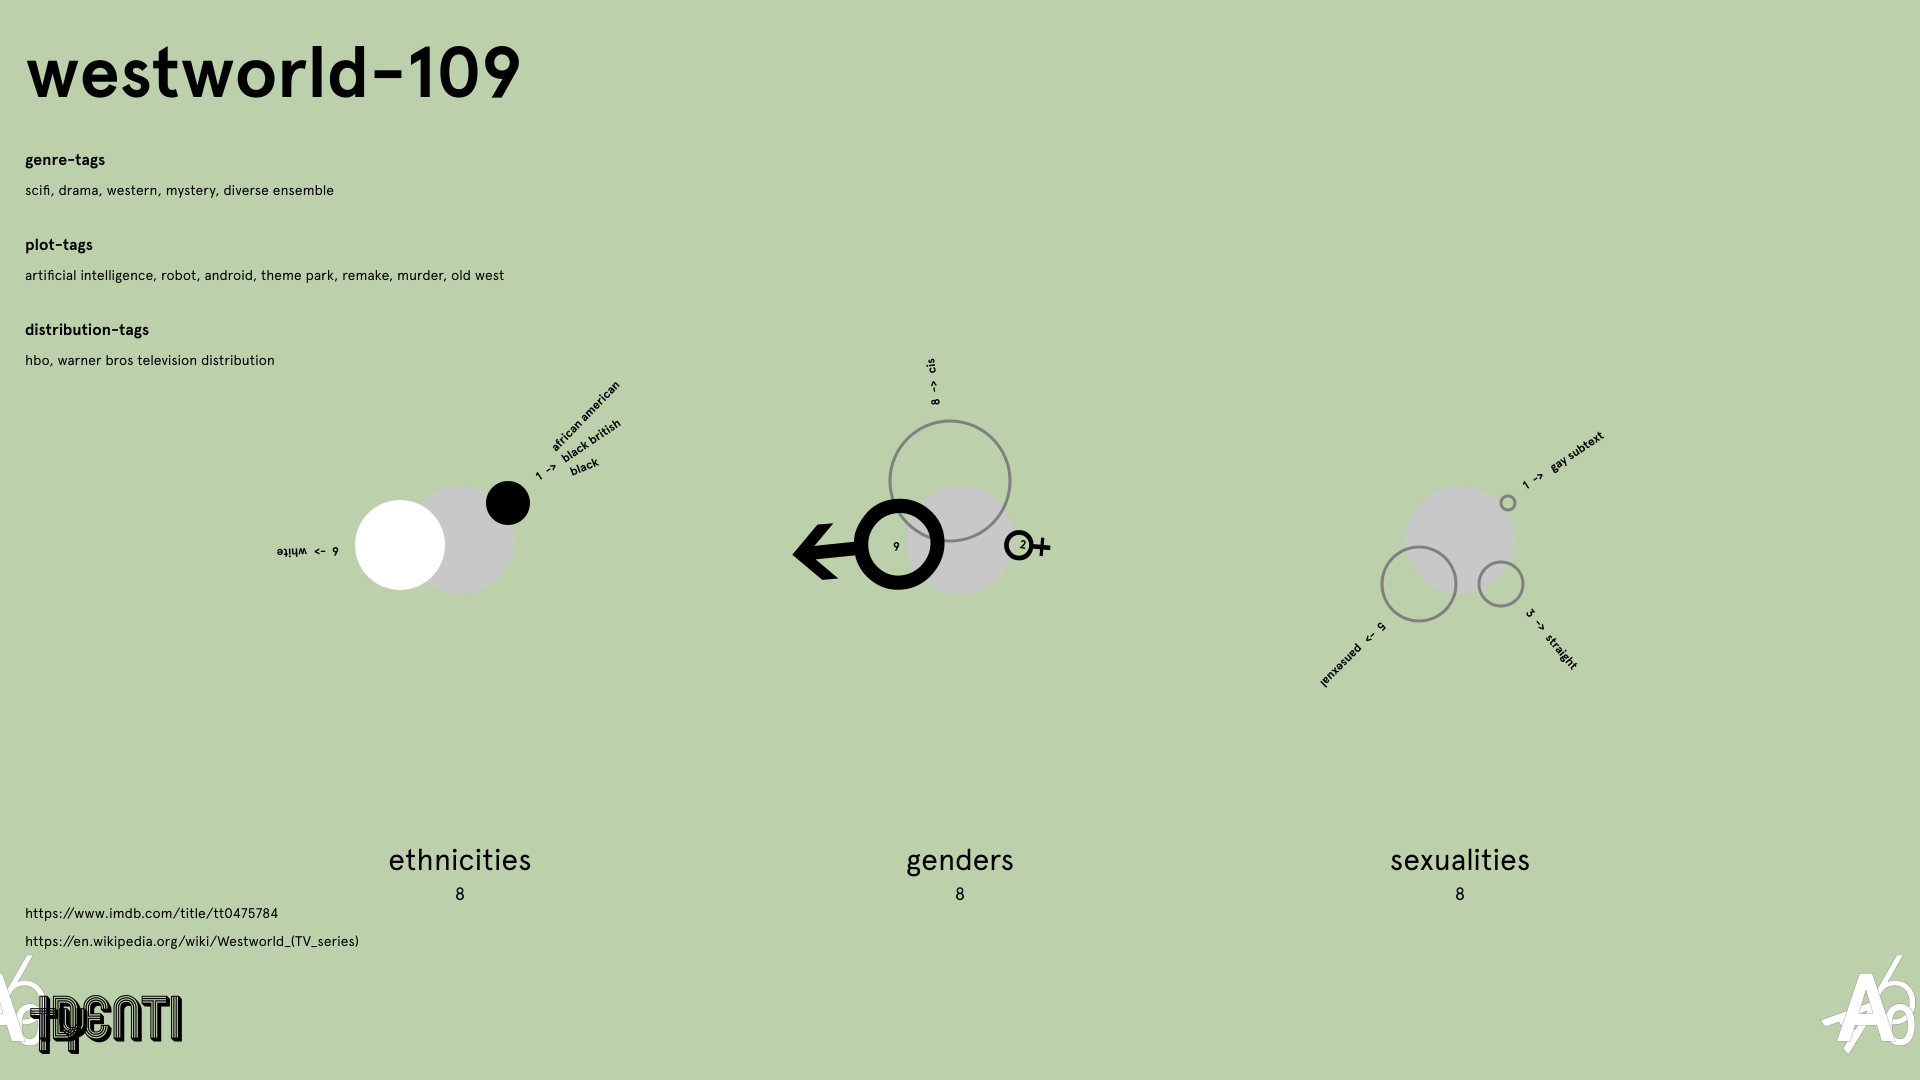 westworld-109
genre-tags
scifi, drama, western, mystery, diverse ensemble
plot-tags
artificial intelligence, robot, android, theme park, remake, murder, old west
distribution-tags
hbo, warner bros television distribution
6 -> white
african american
1 -> black british
black
8 -> cis
6
2
1 -> gay subtext
5 -> pansexual
3 -> straight
ethnicities
8
genders
8
sexualities
8
https://www.imdb.com/title/tt0475784
https://en.wikipedia.org/wiki/Westworld_(TV_series)
IDENTI